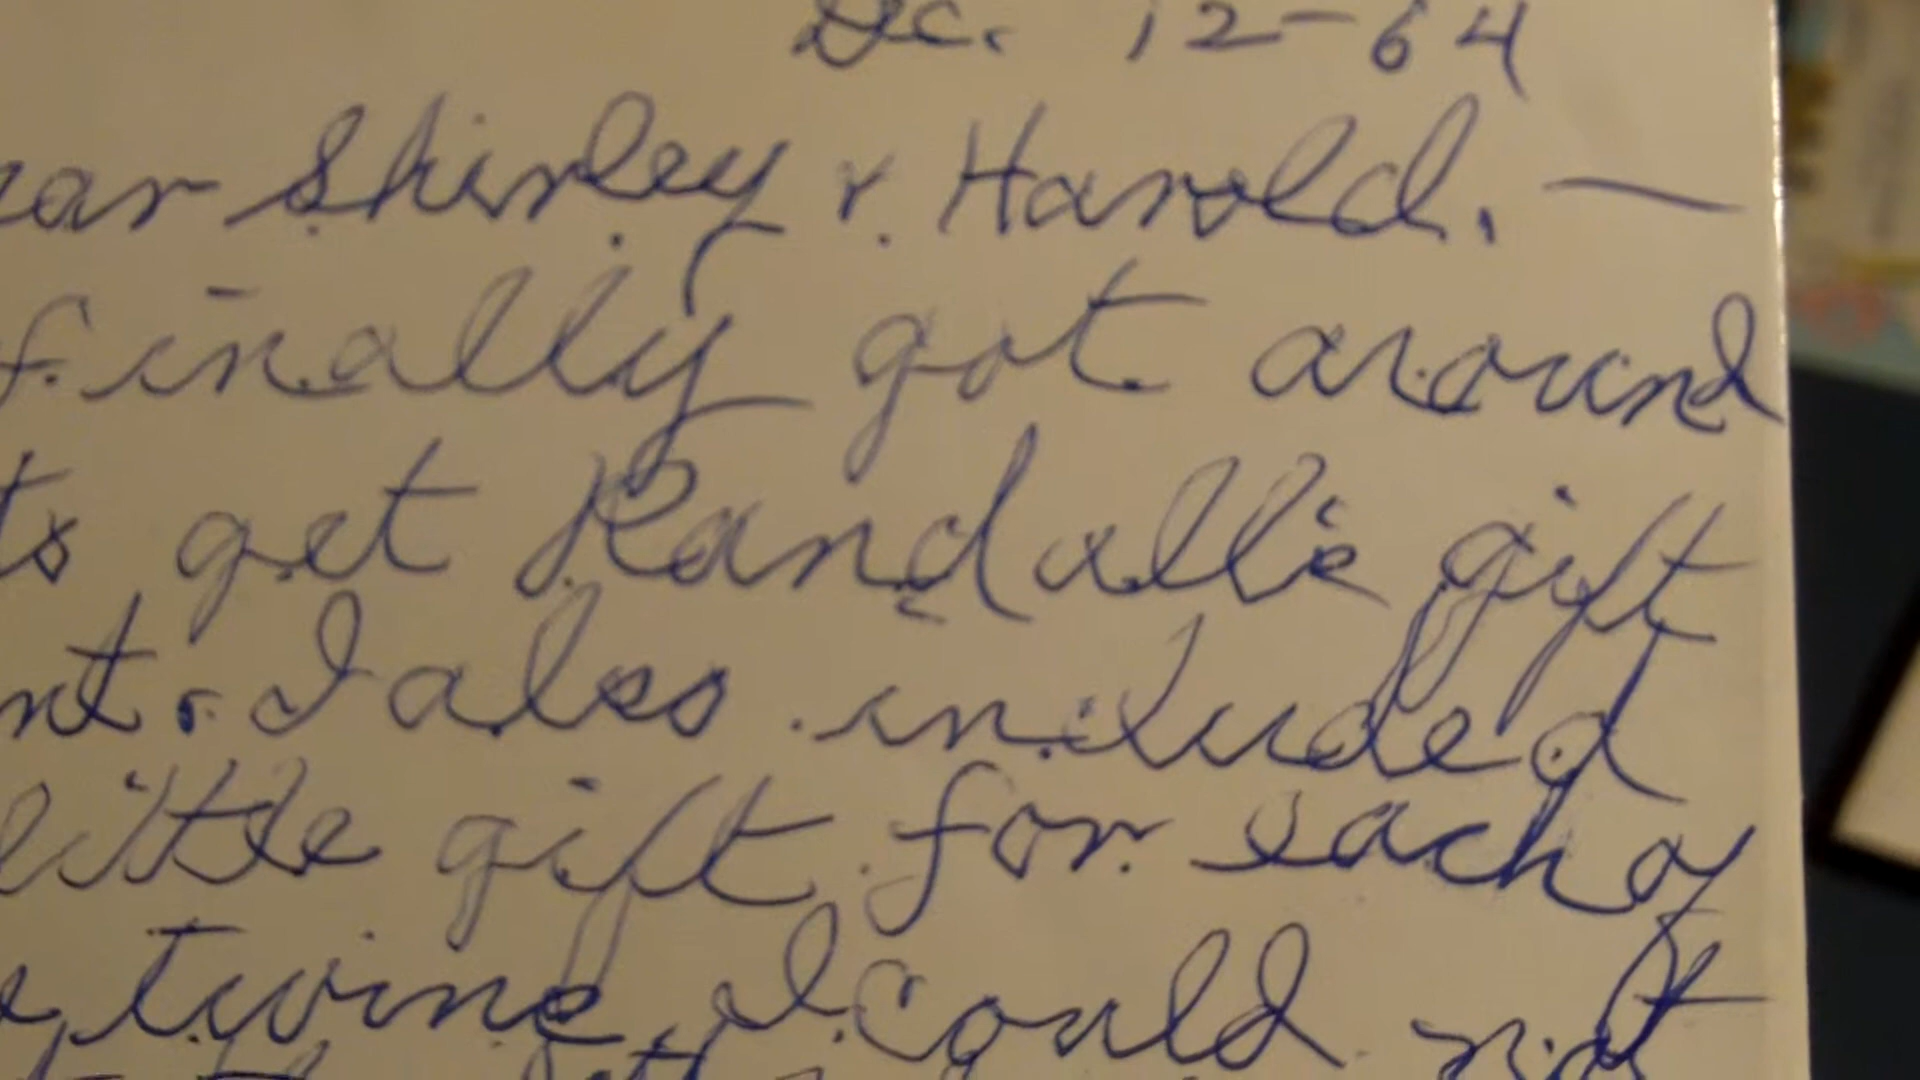 Dec. 12-64
ear Shirley & Harold. —
finally got around
to get Randall's gift
nt. I also included
little gift for each of
twins. I could not